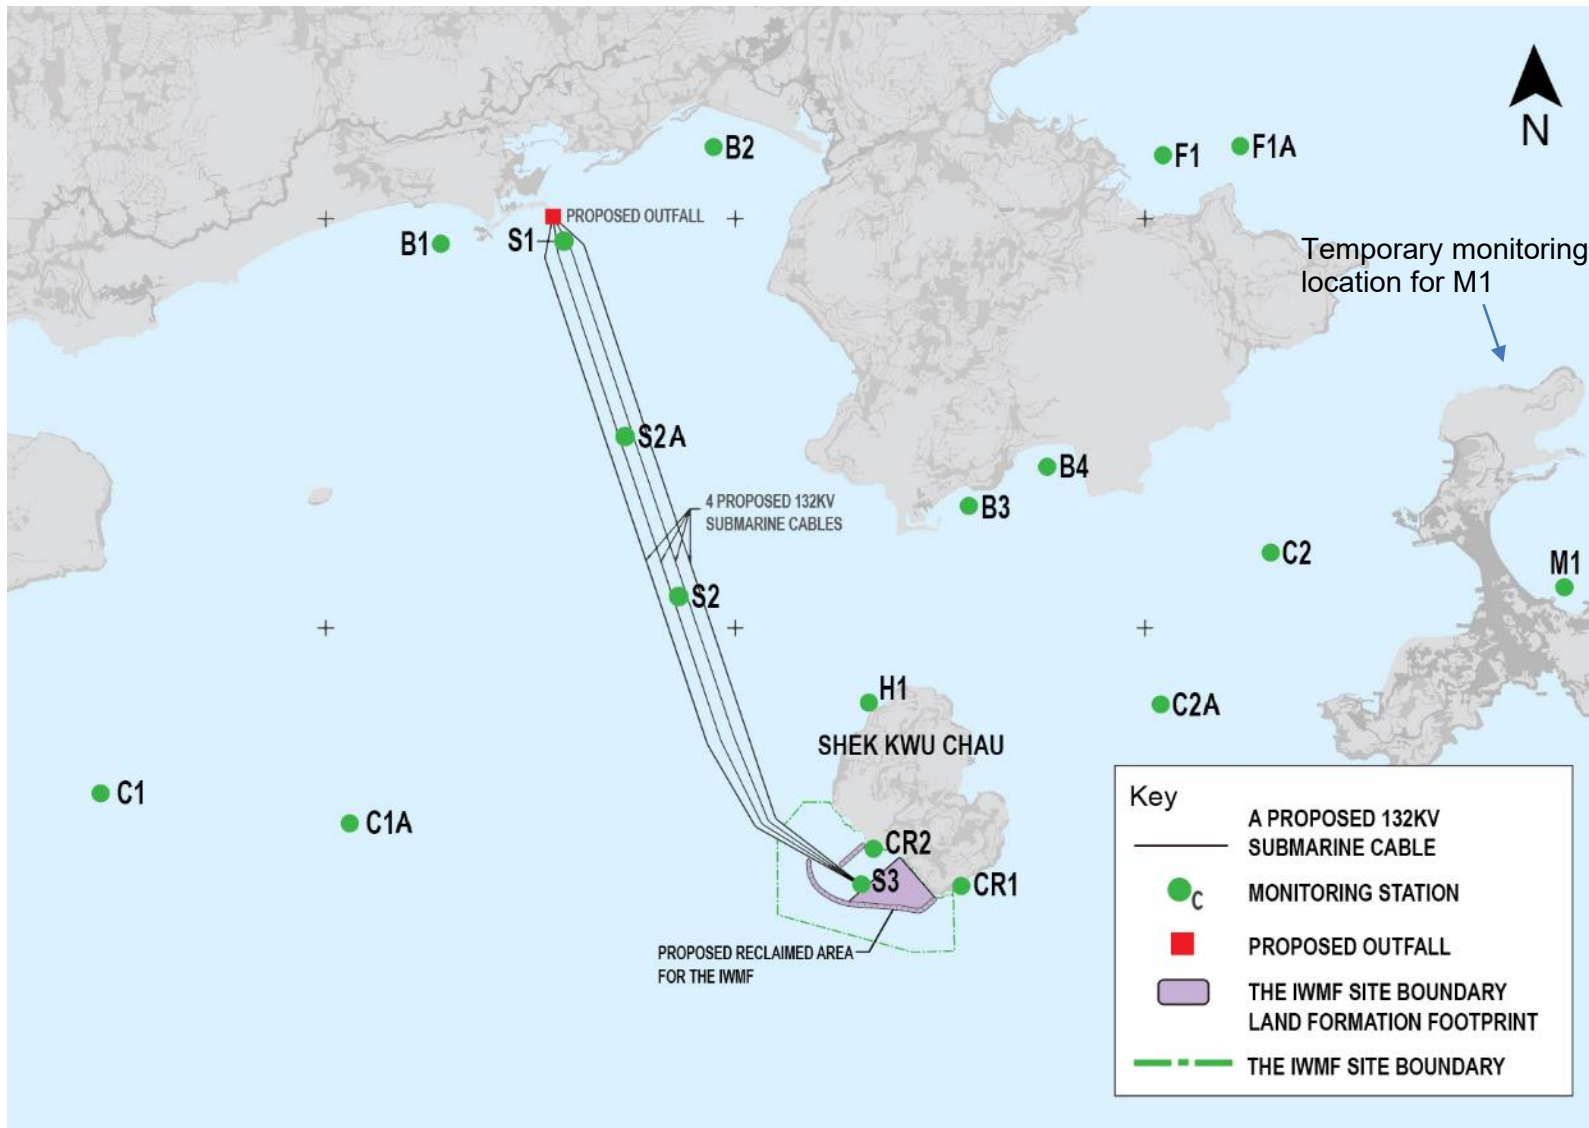 N
B2
F1
F1A
PROPOSED OUTFALL
B1
S1
Temporary monitoring
location for M1
S2A
B4
4 PROPOSED 132KV
SUBMARINE CABLES
B3
C2
M1
S2
H1
C2A
SHEK KWU CHAU
C1
C1A
CR2
S3
CR1
PROPOSED RECLAIMED AREA
FOR THE IWMF
Key
A PROPOSED 132KV
SUBMARINE CABLE
C
MONITORING STATION
PROPOSED OUTFALL
THE IWMF SITE BOUNDARY
LAND FORMATION FOOTPRINT
THE IWMF SITE BOUNDARY